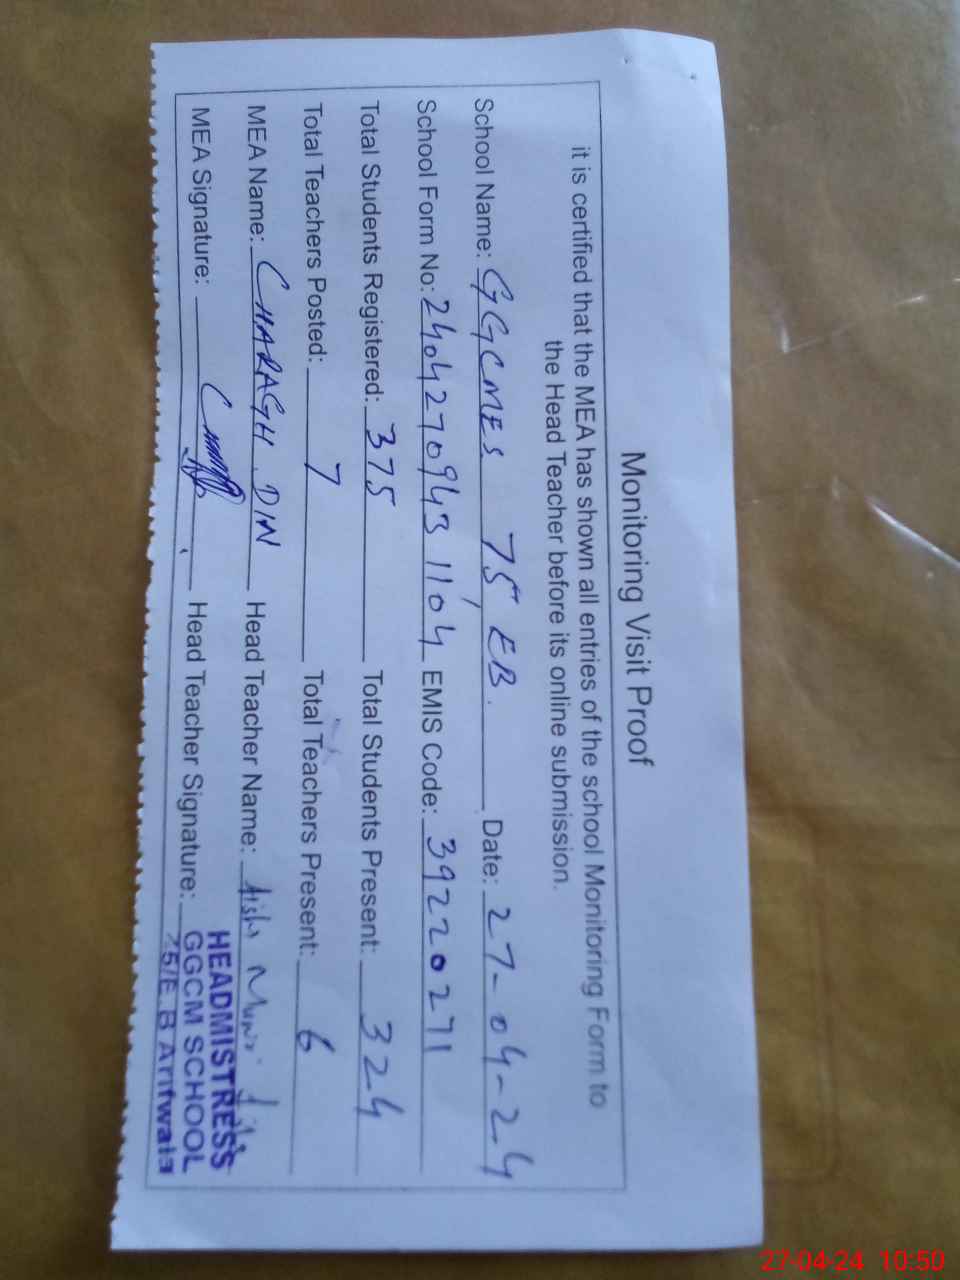 Monitoring Visit Proof
it is certified that the MEA has shown all entries of the school Monitoring Form to
the Head Teacher before its online submission.
School Name: GGCMES 75/EB. Date: 27-04-24
School Form No: 24042709431104 EMIS Code: 39220271
Total Students Registered: 375 Total Students Present: 324
Total Teachers Posted: 7 Total Teachers Present: 6
MEA Name: CHARAGH DIN Head Teacher Name:
MEA Signature: Head Teacher Signature:
HEADMISTRESS
GGCM SCHOOL
75/E.B Arifwala
27-04-24 10:50